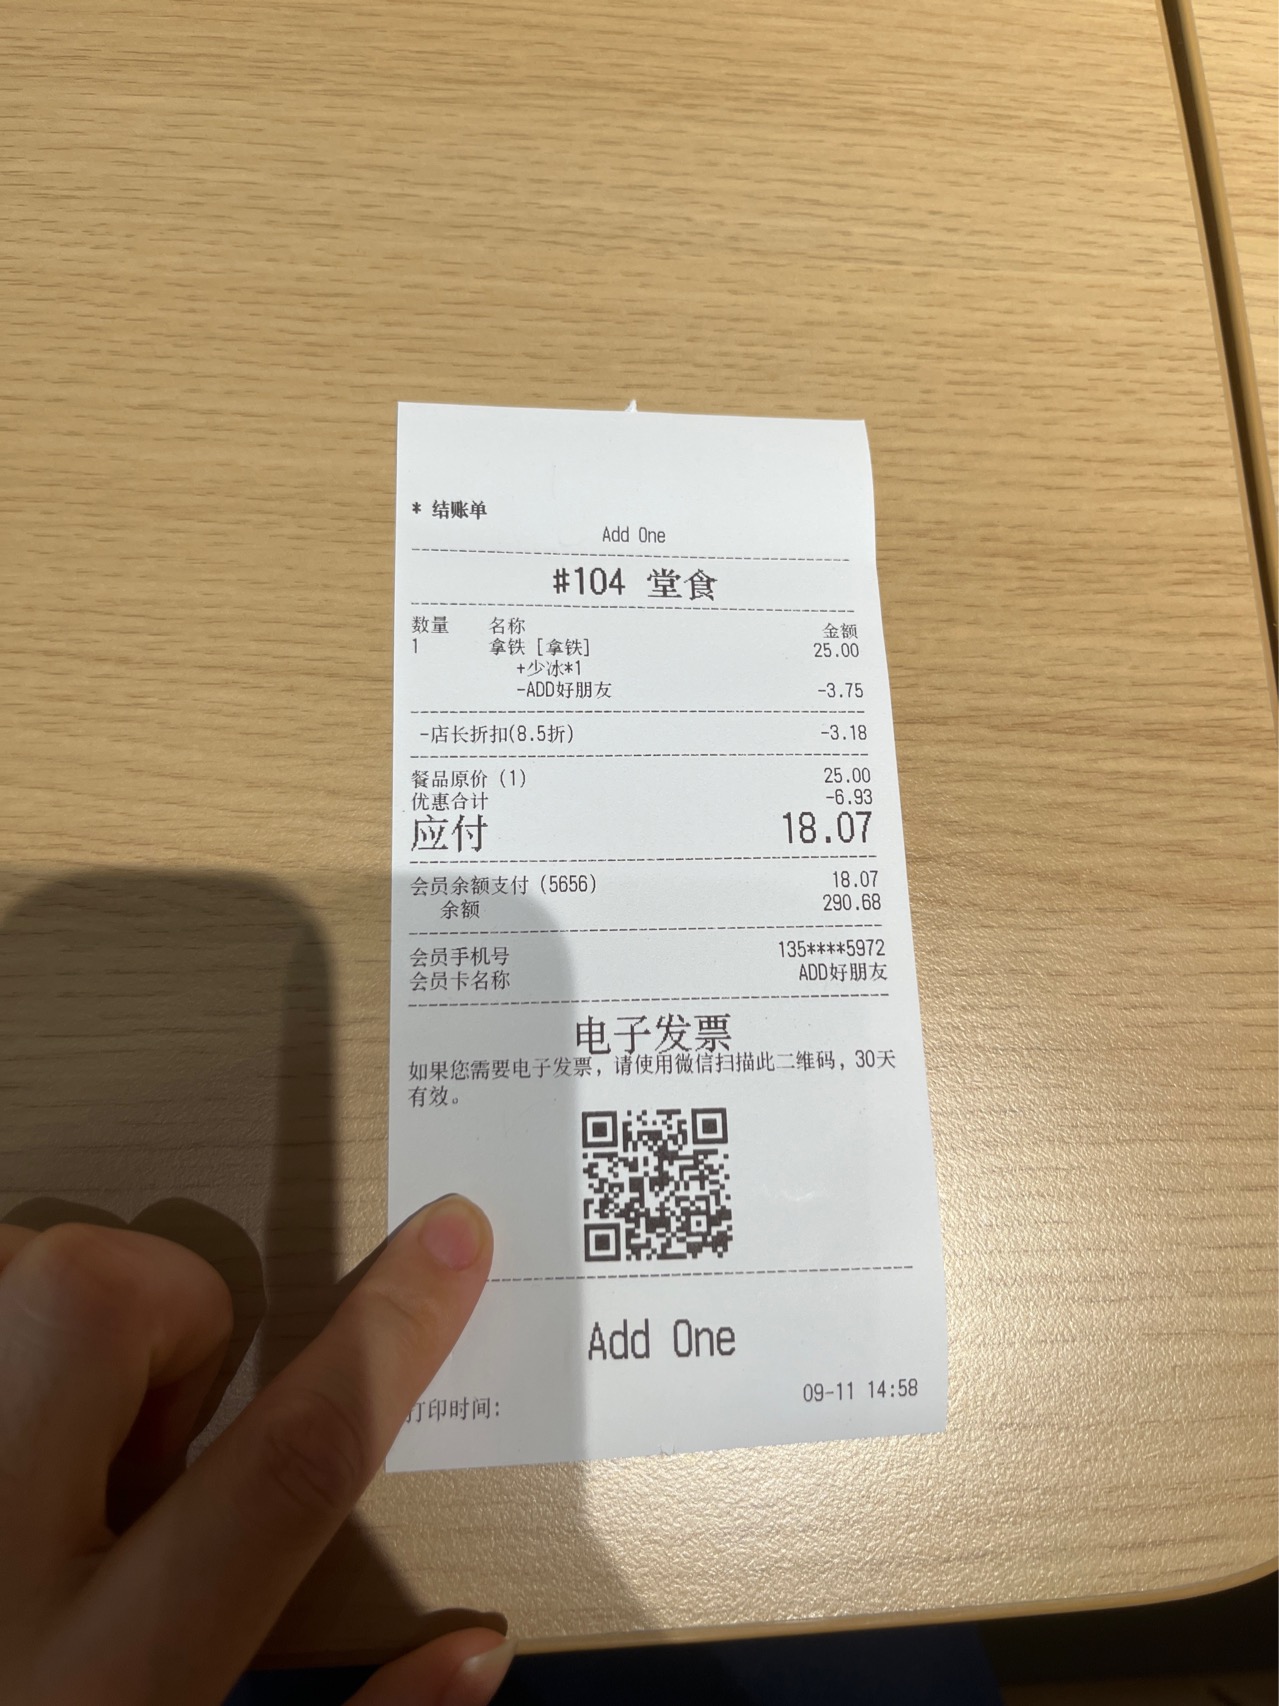 * 结账单
Add One
#104 堂食
数量 名称 金额
1 拿铁 [拿铁] 25.00
+少冰*1
-ADD好朋友 -3.75
-店长折扣(8.5折) -3.18
餐品原价 (1) 25.00
优惠合计 -6.93
应付 18.07
会员余额支付 (5656) 18.07
余额 290.68
会员手机号 135****5972
会员卡名称 ADD好朋友
电子发票
如果您需要电子发票，请使用微信扫描此二维码，30天
有效。
Add One
打印时间: 09-11 14:58